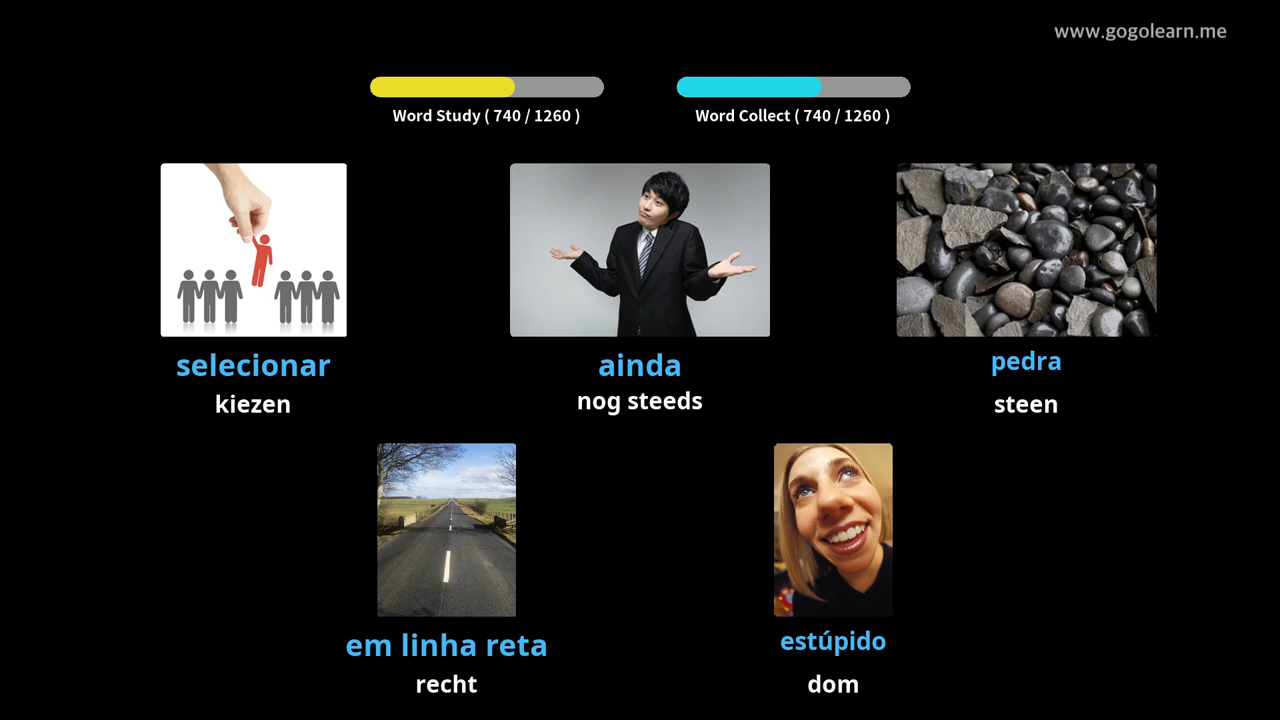 www.gogolearn.me
Word Study ( 740 / 1260 )
Word Collect ( 740 / 1260 )
selecionar
kiezen
ainda
nog steeds
pedra
steen
em linha reta
recht
estúpido
dom